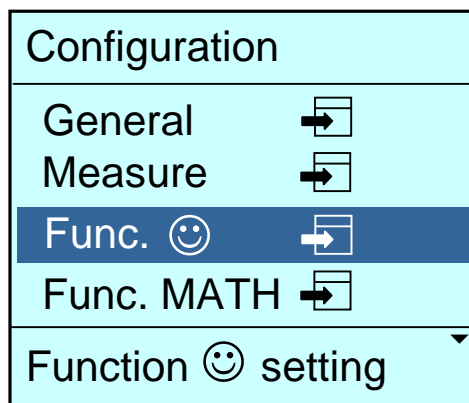 Configuration
General
Measure
Func. ☺
Func. MATH
Function ☺ setting